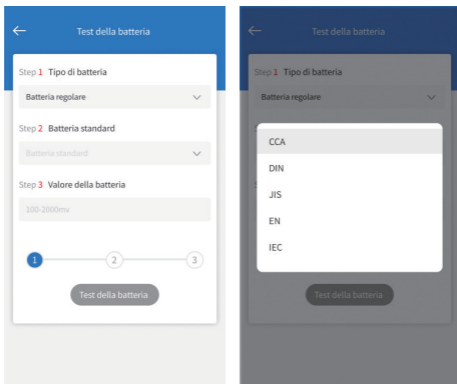 Test della batteria
Step 1 Tipo di batteria
Batteria regolare
Step 2 Batteria standard
Batteria standard
Step 3 Valore della batteria
100-2000mv
1 2 3
Test della batteria
Test della batteria
Step 1 Tipo di batteria
Batteria regolare
CCA
DIN
JIS
EN
IEC
Test della batteria